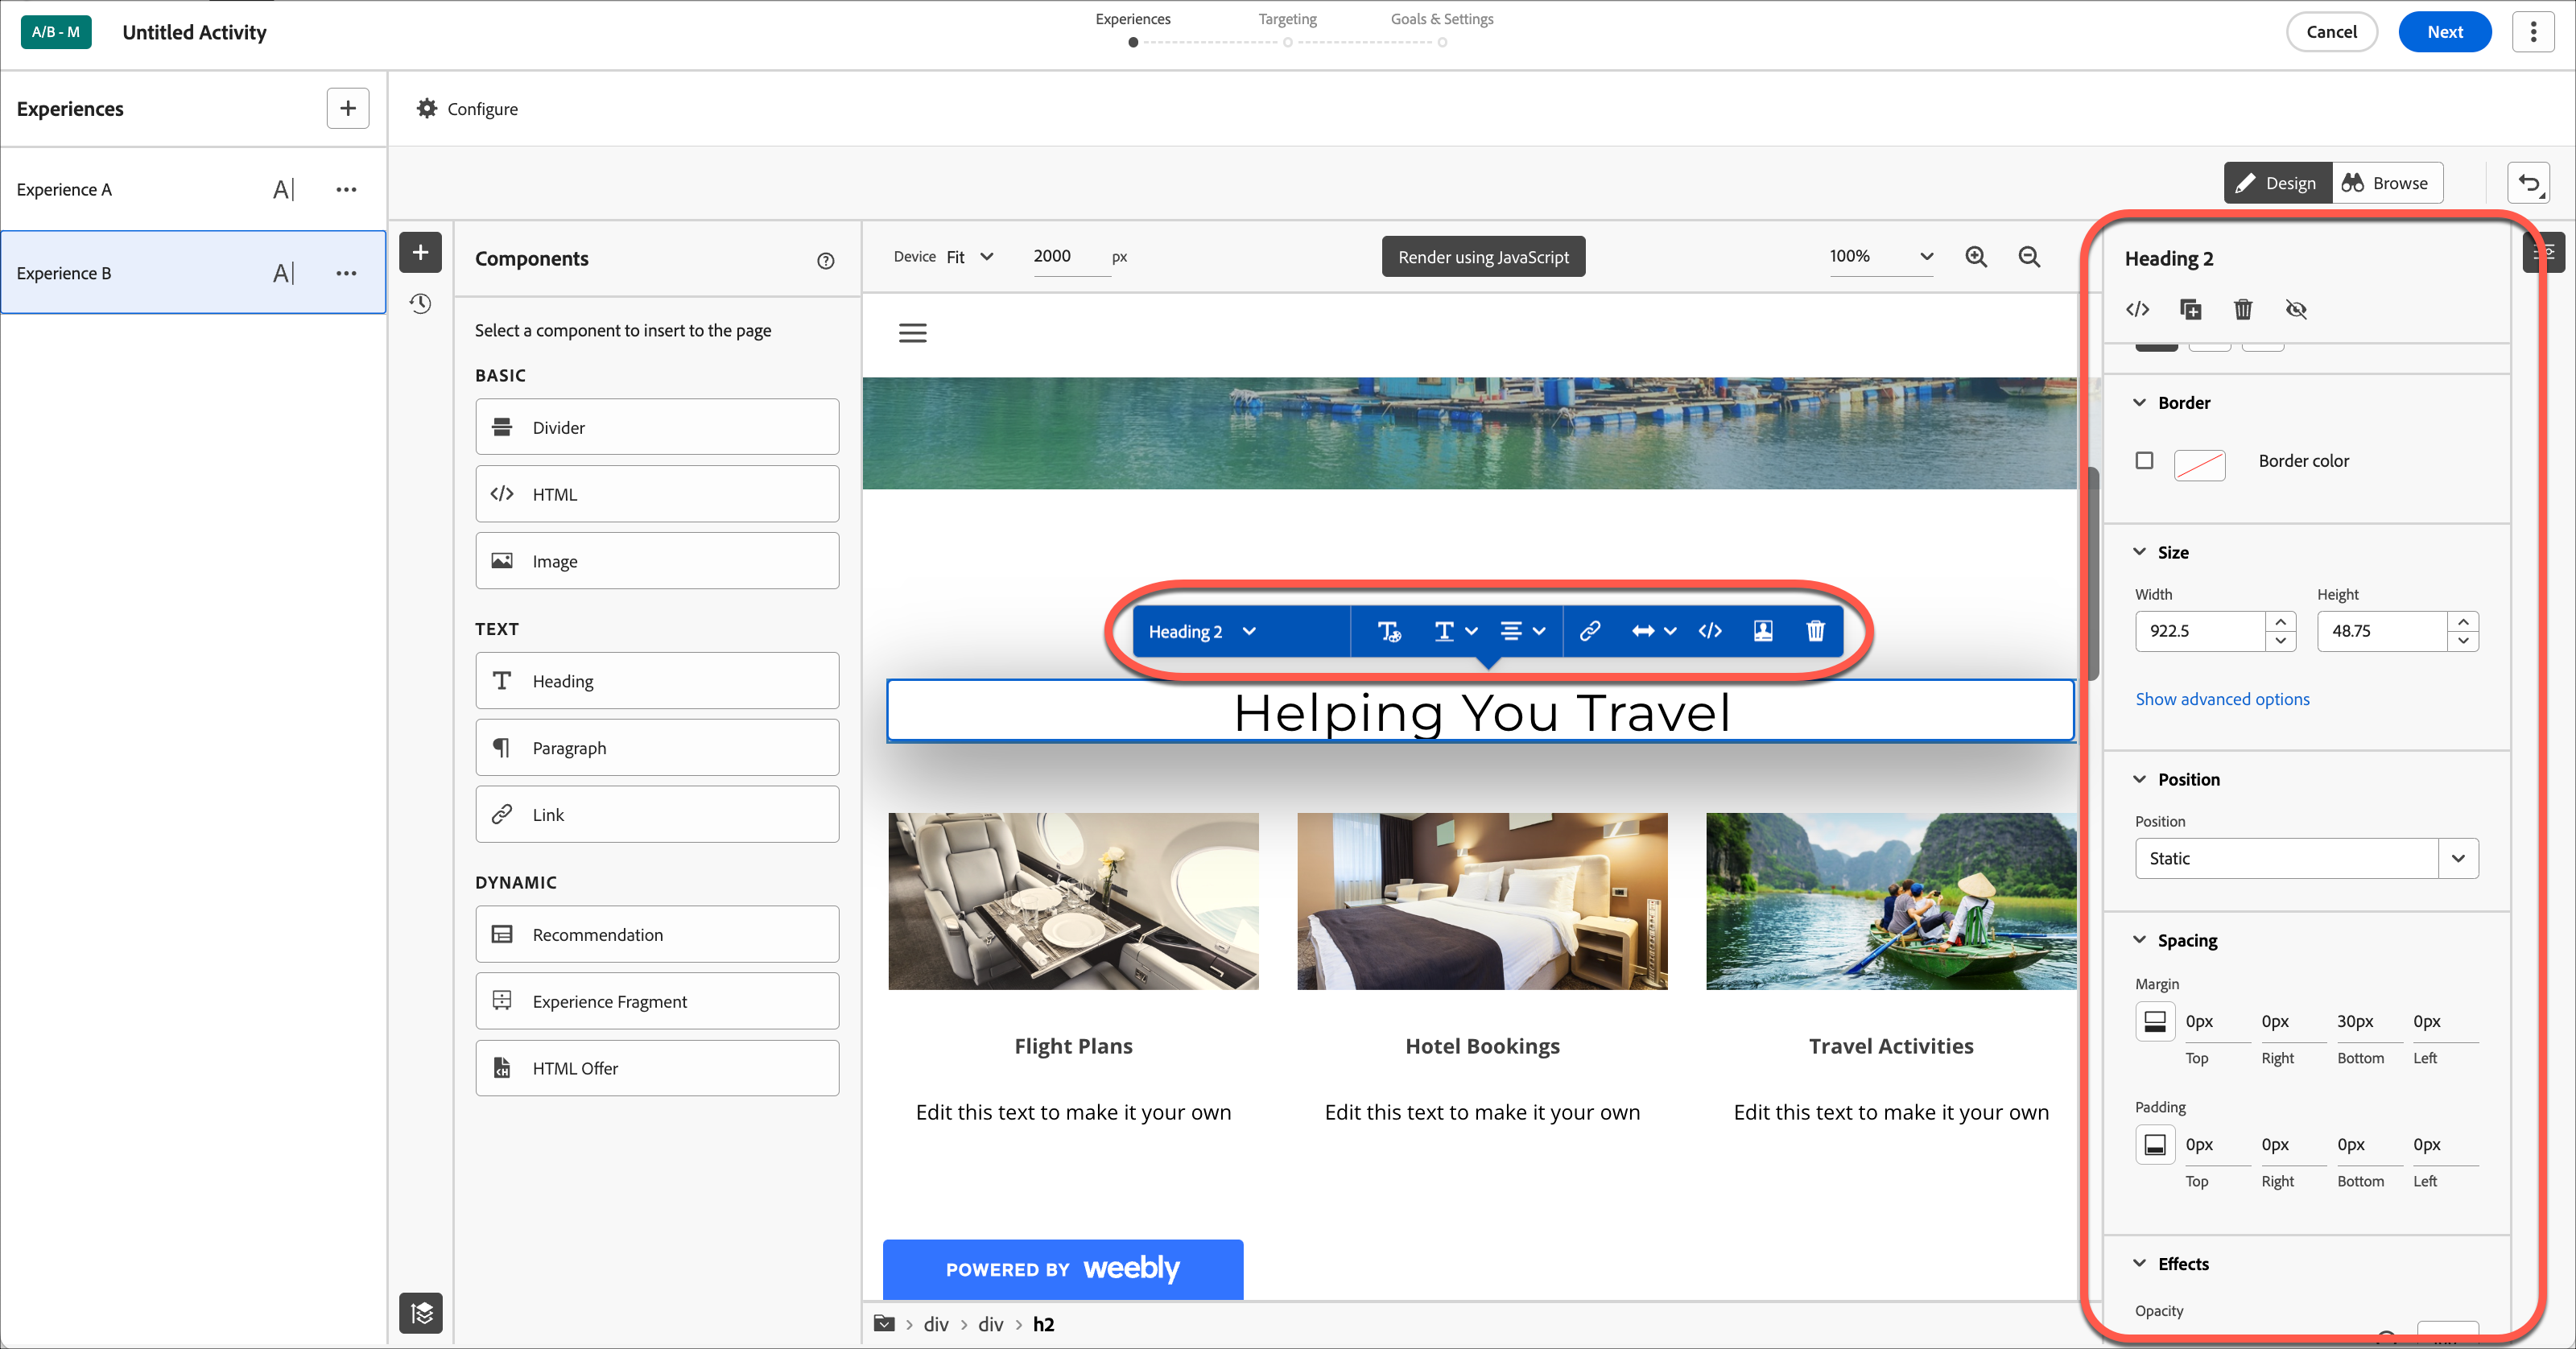 A/B - M
Untitled Activity
Experiences
Targeting
Goals & Settings
Cancel
Next
Experiences
Configure
Experience A
Experience B
Design
Browse
Components
Select a component to insert to the page
BASIC
Divider
HTML
Image
TEXT
Heading
Paragraph
Link
DYNAMIC
Recommendation
Experience Fragment
HTML Offer
Device Fit
2000 px
Render using JavaScript
100%
Heading 2
Helping You Travel
Flight Plans
Hotel Bookings
Travel Activities
Edit this text to make it your own
Edit this text to make it your own
Edit this text to make it your own
POWERED BY weebly
div > div > h2
Heading 2
Border
Border color
Size
Width
Height
922.5
48.75
Show advanced options
Position
Position
Static
Spacing
Margin
0px 0px 30px 0px
Top Right Bottom Left
Padding
0px 0px 0px 0px
Top Right Bottom Left
Effects
Opacity